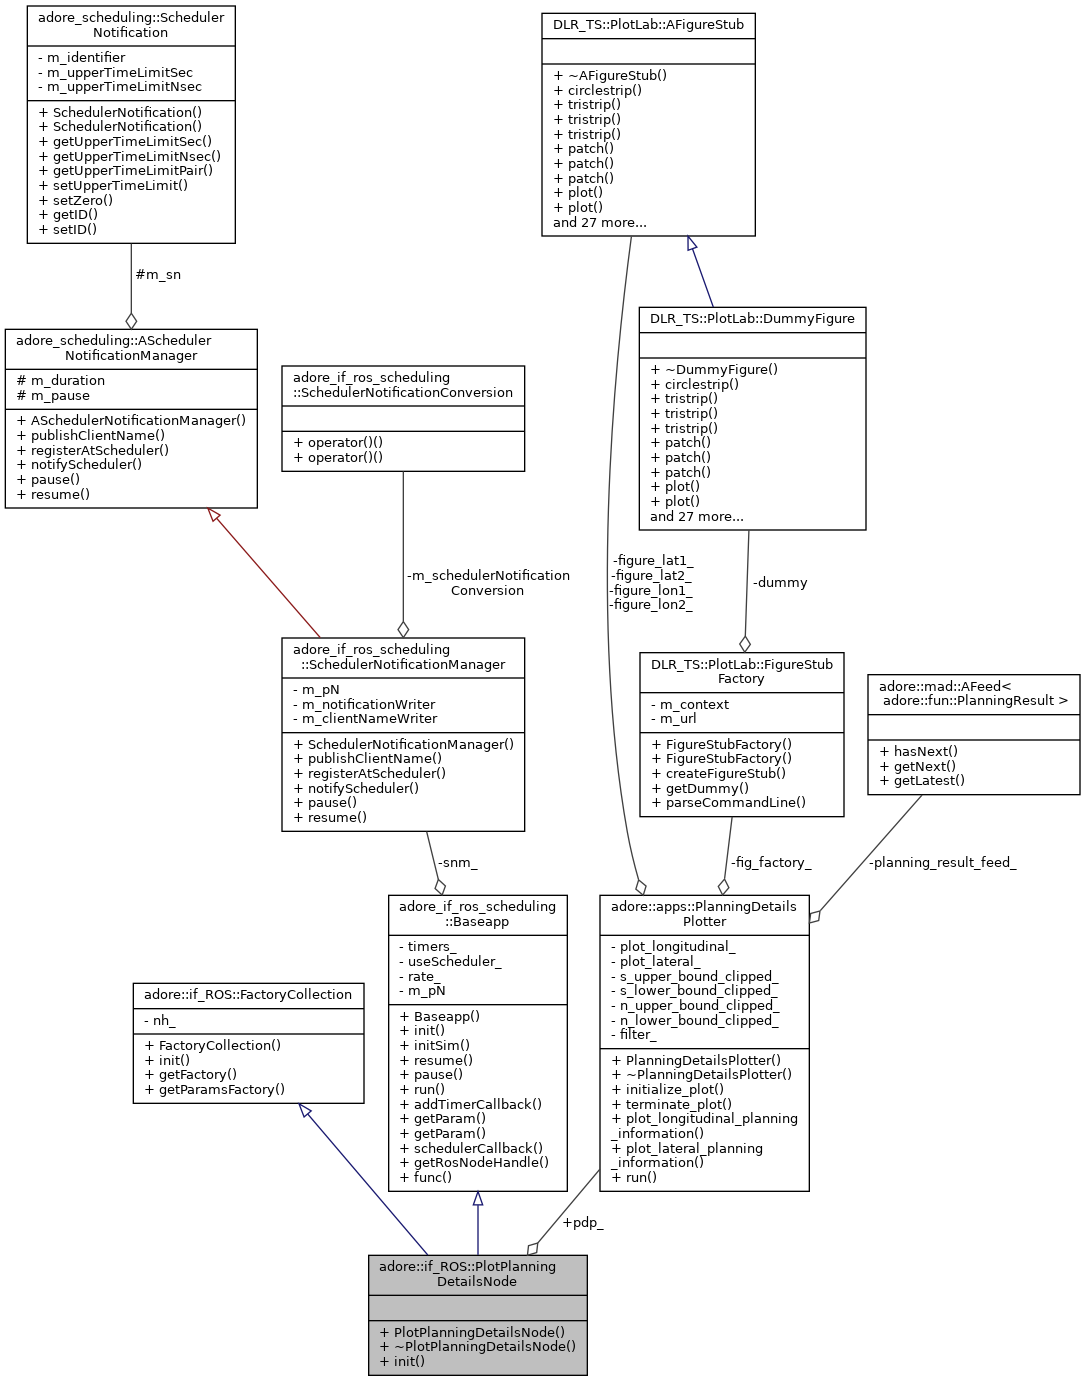 adore_scheduling::Scheduler
Notification
- m_identifier
- m_upperTimeLimitSec
- m_upperTimeLimitNsec
+ SchedulerNotification()
+ SchedulerNotification()
+ getUpperTimeLimitSec()
+ getUpperTimeLimitNsec()
+ getUpperTimeLimitPair()
+ setUpperTimeLimit()
+ setZero()
+ getID()
+ setID()
#m_sn
adore_scheduling::AScheduler
NotificationManager
# m_duration
# m_pause
+ ASchedulerNotificationManager()
+ publishClientName()
+ registerAtScheduler()
+ notifyScheduler()
+ pause()
+ resume()
adore_if_ros_scheduling
::SchedulerNotificationConversion
+ operator()()
+ operator()()
-m_schedulerNotification
Conversion
adore_if_ros_scheduling
::SchedulerNotificationManager
- m_pN
- m_notificationWriter
- m_clientNameWriter
+ SchedulerNotificationManager()
+ publishClientName()
+ registerAtScheduler()
+ notifyScheduler()
+ pause()
+ resume()
-snm_
DLR_TS::PlotLab::AFigureStub
+ ~AFigureStub()
+ circlestrip()
+ tristrip()
+ tristrip()
+ tristrip()
+ patch()
+ patch()
+ patch()
+ plot()
+ plot()
and 27 more...
DLR_TS::PlotLab::DummyFigure
+ ~DummyFigure()
+ circlestrip()
+ tristrip()
+ tristrip()
+ tristrip()
+ patch()
+ patch()
+ patch()
+ plot()
+ plot()
and 27 more...
-figure_lat1_
-figure_lat2_
-figure_lon1_
-figure_lon2_
-dummy
DLR_TS::PlotLab::FigureStub
Factory
- m_context
- m_url
+ FigureStubFactory()
+ FigureStubFactory()
+ createFigureStub()
+ getDummy()
+ parseCommandLine()
-fig_factory_
adore::mad::AFeed<
adore::fun::PlanningResult >
+ hasNext()
+ getNext()
+ getLatest()
-planning_result_feed_
adore::if_ROS::FactoryCollection
- nh_
+ FactoryCollection()
+ init()
+ getFactory()
+ getParamsFactory()
adore_if_ros_scheduling
::Baseapp
- timers_
- useScheduler_
- rate_
- m_pN
+ Baseapp()
+ init()
+ initSim()
+ resume()
+ pause()
+ run()
+ addTimerCallback()
+ getParam()
+ getParam()
+ schedulerCallback()
+ getRosNodeHandle()
+ func()
adore::apps::PlanningDetails
Plotter
- plot_longitudinal_
- plot_lateral_
- s_upper_bound_clipped_
- s_lower_bound_clipped_
- n_upper_bound_clipped_
- n_lower_bound_clipped_
- filter_
+ PlanningDetailsPlotter()
+ ~PlanningDetailsPlotter()
+ initialize_plot()
+ terminate_plot()
+ plot_longitudinal_planning
_information()
+ plot_lateral_planning
_information()
+ run()
+pdp_
adore::if_ROS::PlotPlanning
DetailsNode
+ PlotPlanningDetailsNode()
+ ~PlotPlanningDetailsNode()
+ init()